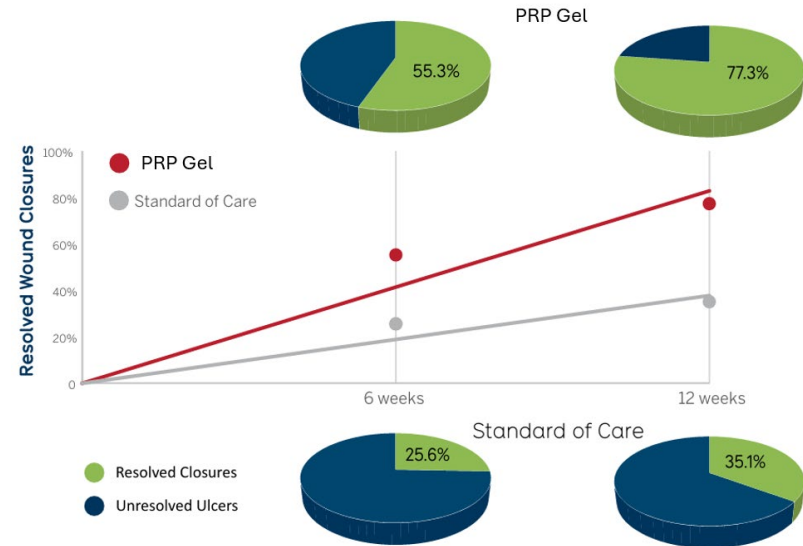 PRP Gel
55.3%
77.3%
Resolved Wound Closures
100%
80%
60%
40%
20%
0
PRP Gel
Standard of Care
6 weeks
12 weeks
Standard of Care
25.6%
35.1%
Resolved Closures
Unresolved Ulcers